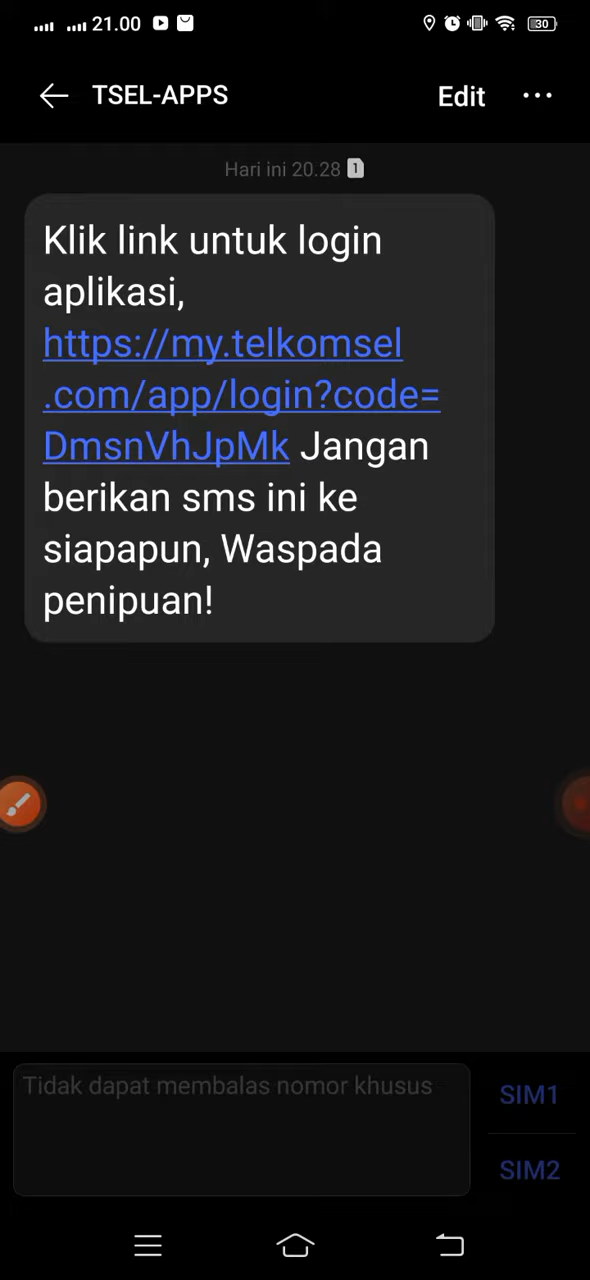 21.00
30
TSEL-APPS
Edit
Hari ini 20.28 1
Klik link untuk login
aplikasi,
https://my.telkomsel
.com/app/login?code=
DmsnVhJpMk Jangan
berikan sms ini ke
siapapun, Waspada
penipuan!
Tidak dapat membalas nomor khusus
SIM1
SIM2